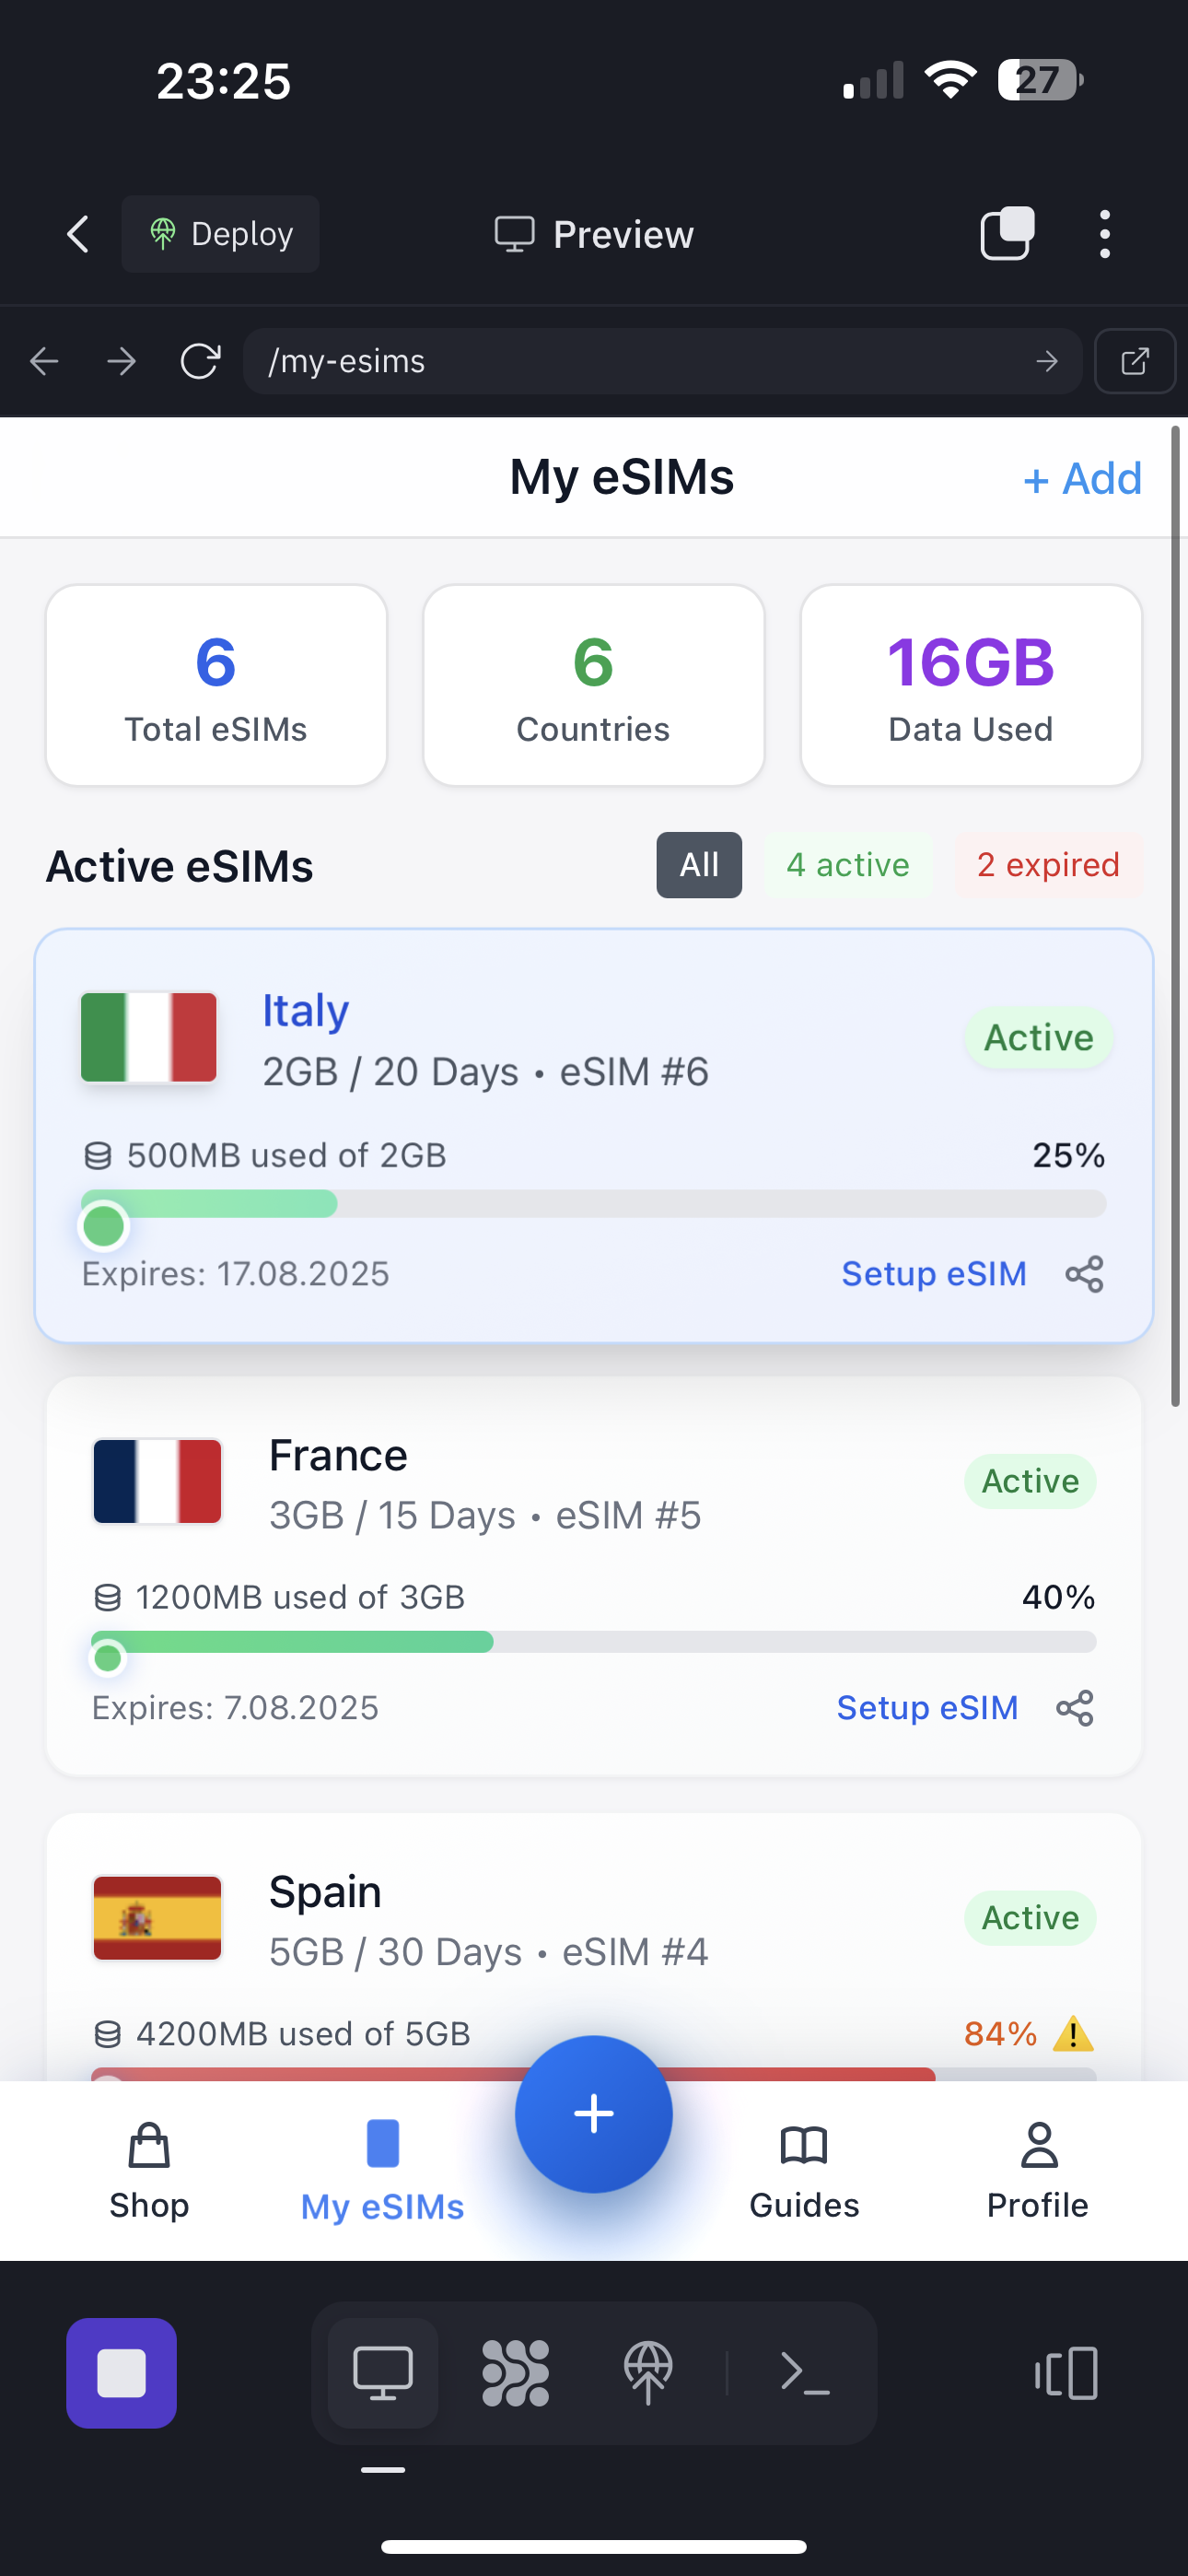 23:25
27
Deploy
Preview
/my-esims
My eSIMs
+ Add
6
Total eSIMs
6
Countries
16GB
Data Used
Active eSIMs
All
4 active
2 expired
Italy
2GB / 20 Days • eSIM #6
Active
500MB used of 2GB
25%
Expires: 17.08.2025
Setup eSIM
France
3GB / 15 Days • eSIM #5
Active
1200MB used of 3GB
40%
Expires: 7.08.2025
Setup eSIM
Spain
5GB / 30 Days • eSIM #4
Active
4200MB used of 5GB
84% ⚠️
Shop
My eSIMs
Guides
Profile